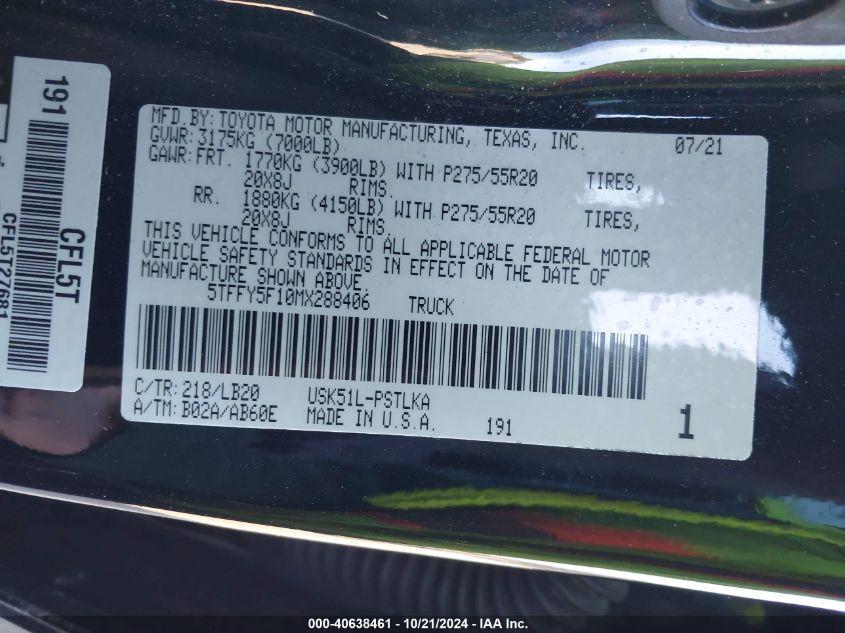 191
CFL5T
CFL5T27681
MFD.BY: TOYOTA MOTOR MANUFACTURING, TEXAS, INC. 07/21
GVWR: 3175KG (7000LB)
GAWR: FRT. 1770KG (3900LB) WITH P275/55R20 TIRES,
20X8J RIMS.
RR. 1880KG (4150LB) WITH P275/55R20 TIRES,
20X8J RIMS.
THIS VEHICLE CONFORMS TO ALL APPLICABLE FEDERAL MOTOR
VEHICLE SAFETY STANDARDS IN EFFECT ON THE DATE OF
MANUFACTURE SHOWN ABOVE.
5TFFY5F10MX288406 TRUCK
C/TR: 218/LB20 USK51L-PSTLKA
A/TM: B02A/AB60E MADE IN U.S.A. 191 1
000-40638461 - 10/21/2024 - IAA Inc.